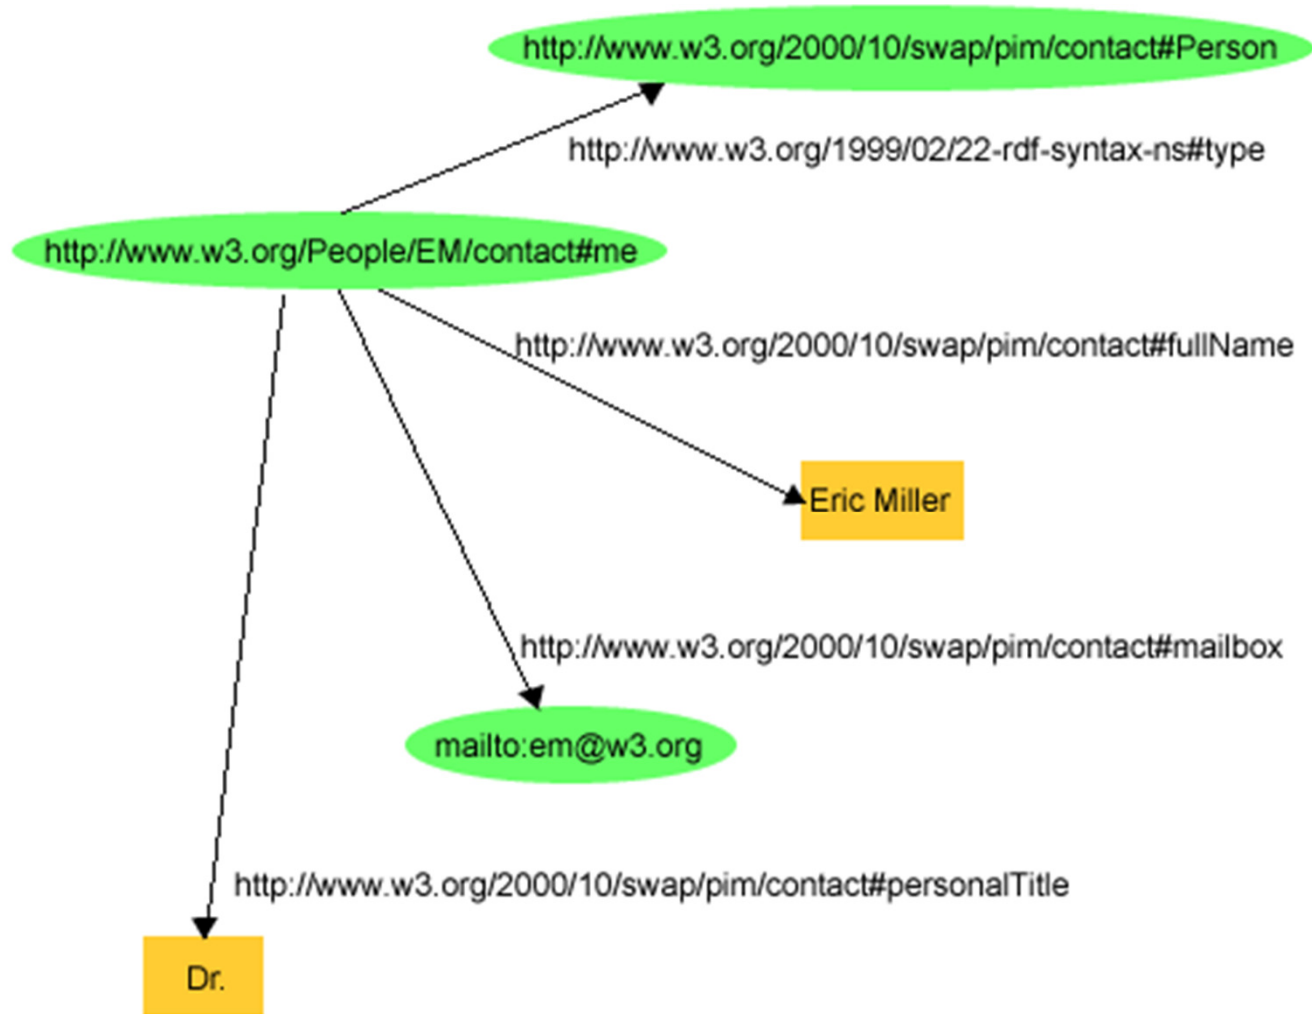 http://www.w3.org/2000/10/swap/pim/contact#Person
http://www.w3.org/1999/02/22-rdf-syntax-ns#type
http://www.w3.org/People/EM/contact#me
http://www.w3.org/2000/10/swap/pim/contact#fullName
Eric Miller
http://www.w3.org/2000/10/swap/pim/contact#mailbox
mailto:em@w3.org
http://www.w3.org/2000/10/swap/pim/contact#personalTitle
Dr.